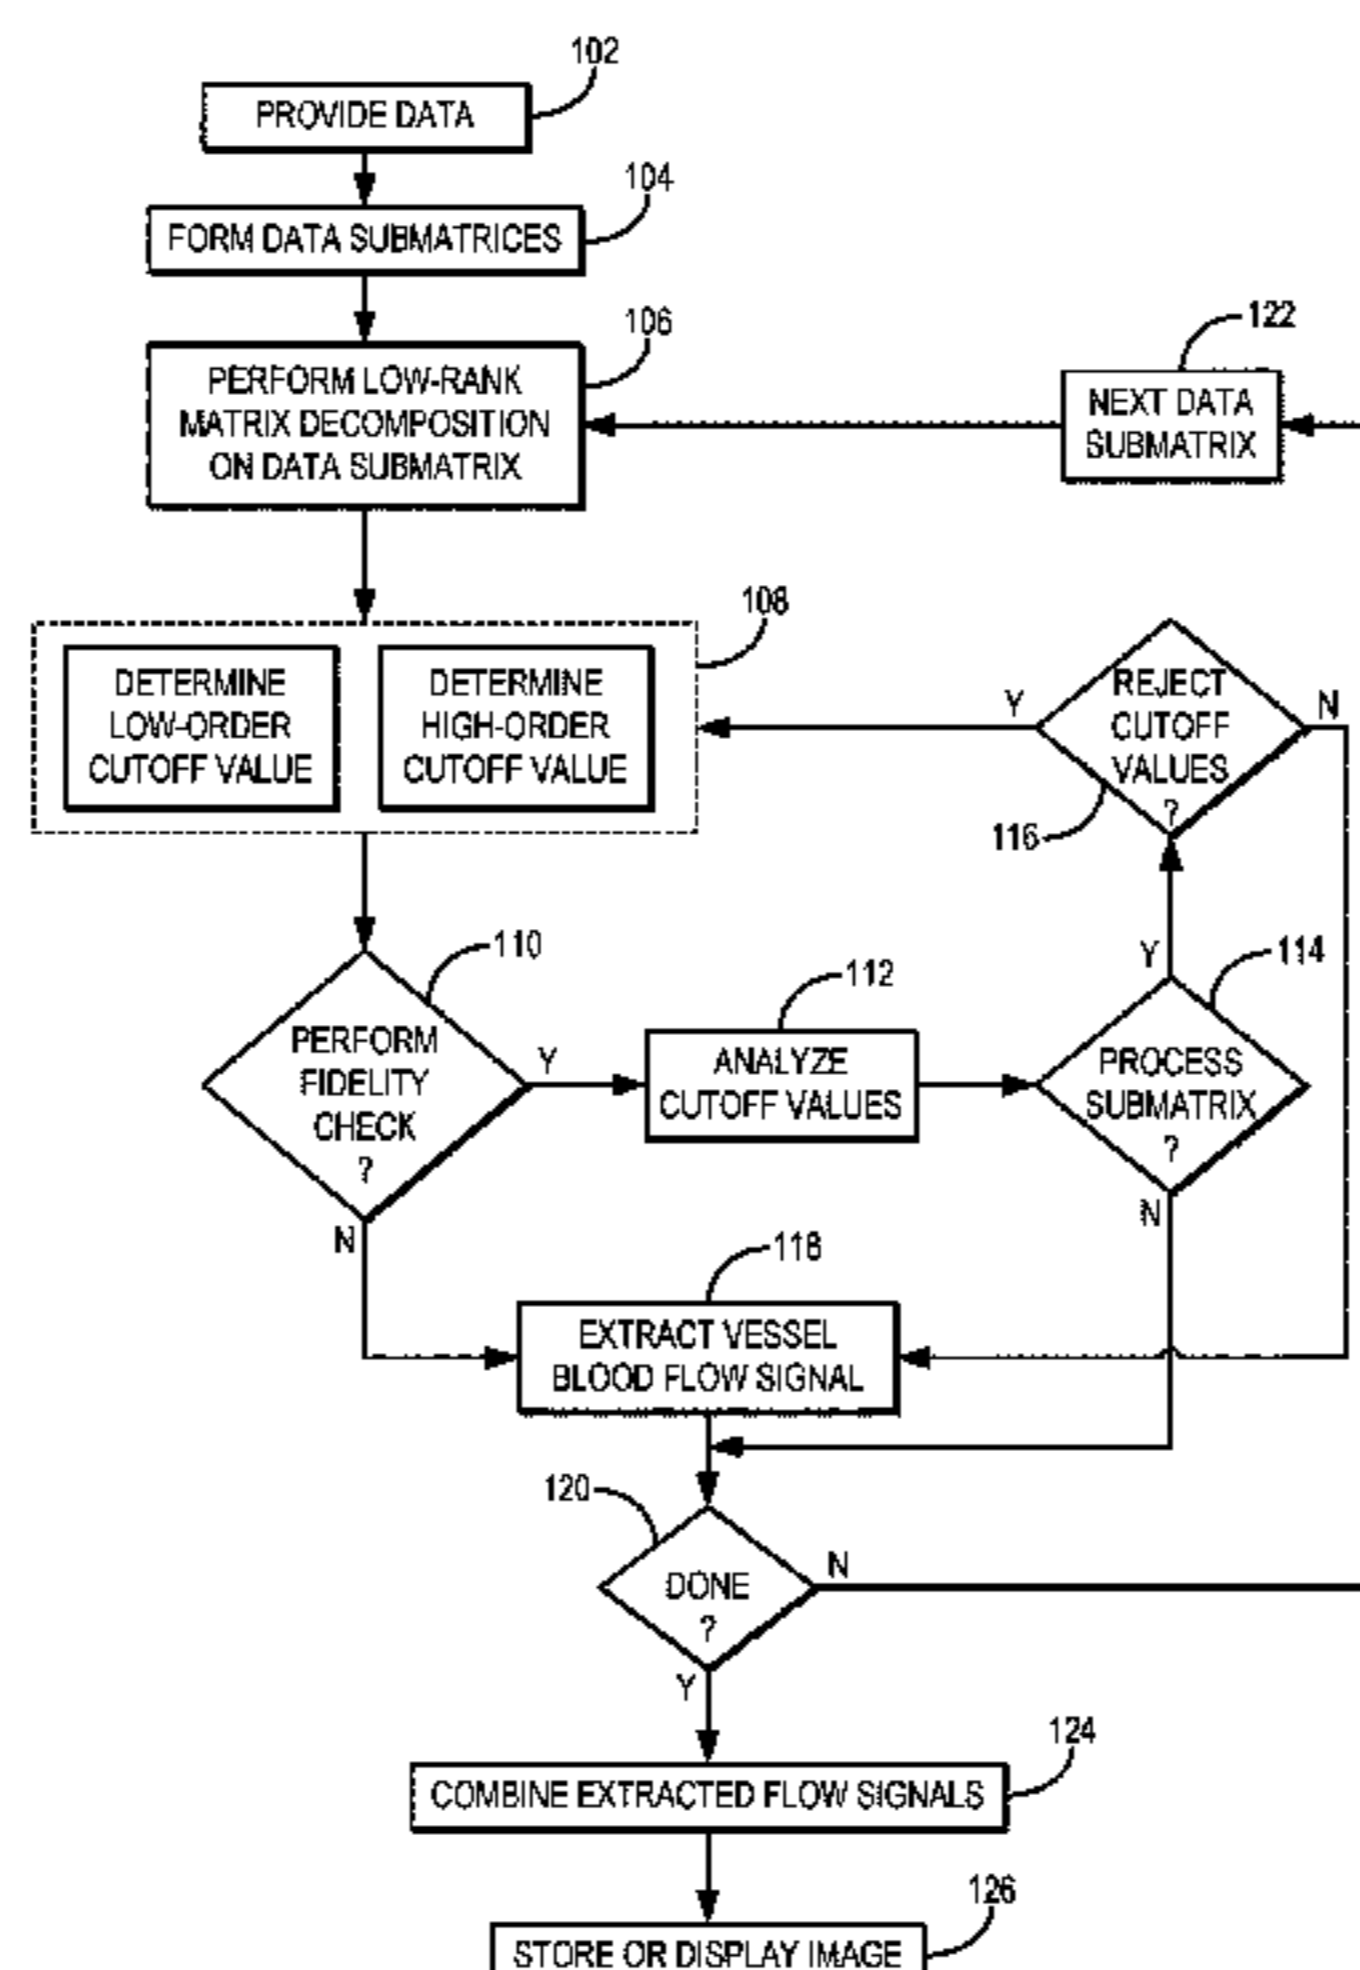 102
PROVIDE DATA
104
FORM DATA SUBMATRICES
106
PERFORM LOW-RANK
MATRIX DECOMPOSITION
ON DATA SUBMATRIX
122
NEXT DATA
SUBMATRIX
108
DETERMINE
LOW-ORDER
CUTOFF VALUE
DETERMINE
HIGH-ORDER
CUTOFF VALUE
Y
REJECT
CUTOFF
VALUES
?
N
116
110
PERFORM
FIDELITY
CHECK
?
Y
N
112
ANALYZE
CUTOFF VALUES
Y
114
PROCESS
SUBMATRIX
?
N
118
EXTRACT VESSEL
BLOOD FLOW SIGNAL
120
DONE
?
N
Y
124
COMBINE EXTRACTED FLOW SIGNALS
126
STORE OR DISPLAY IMAGE